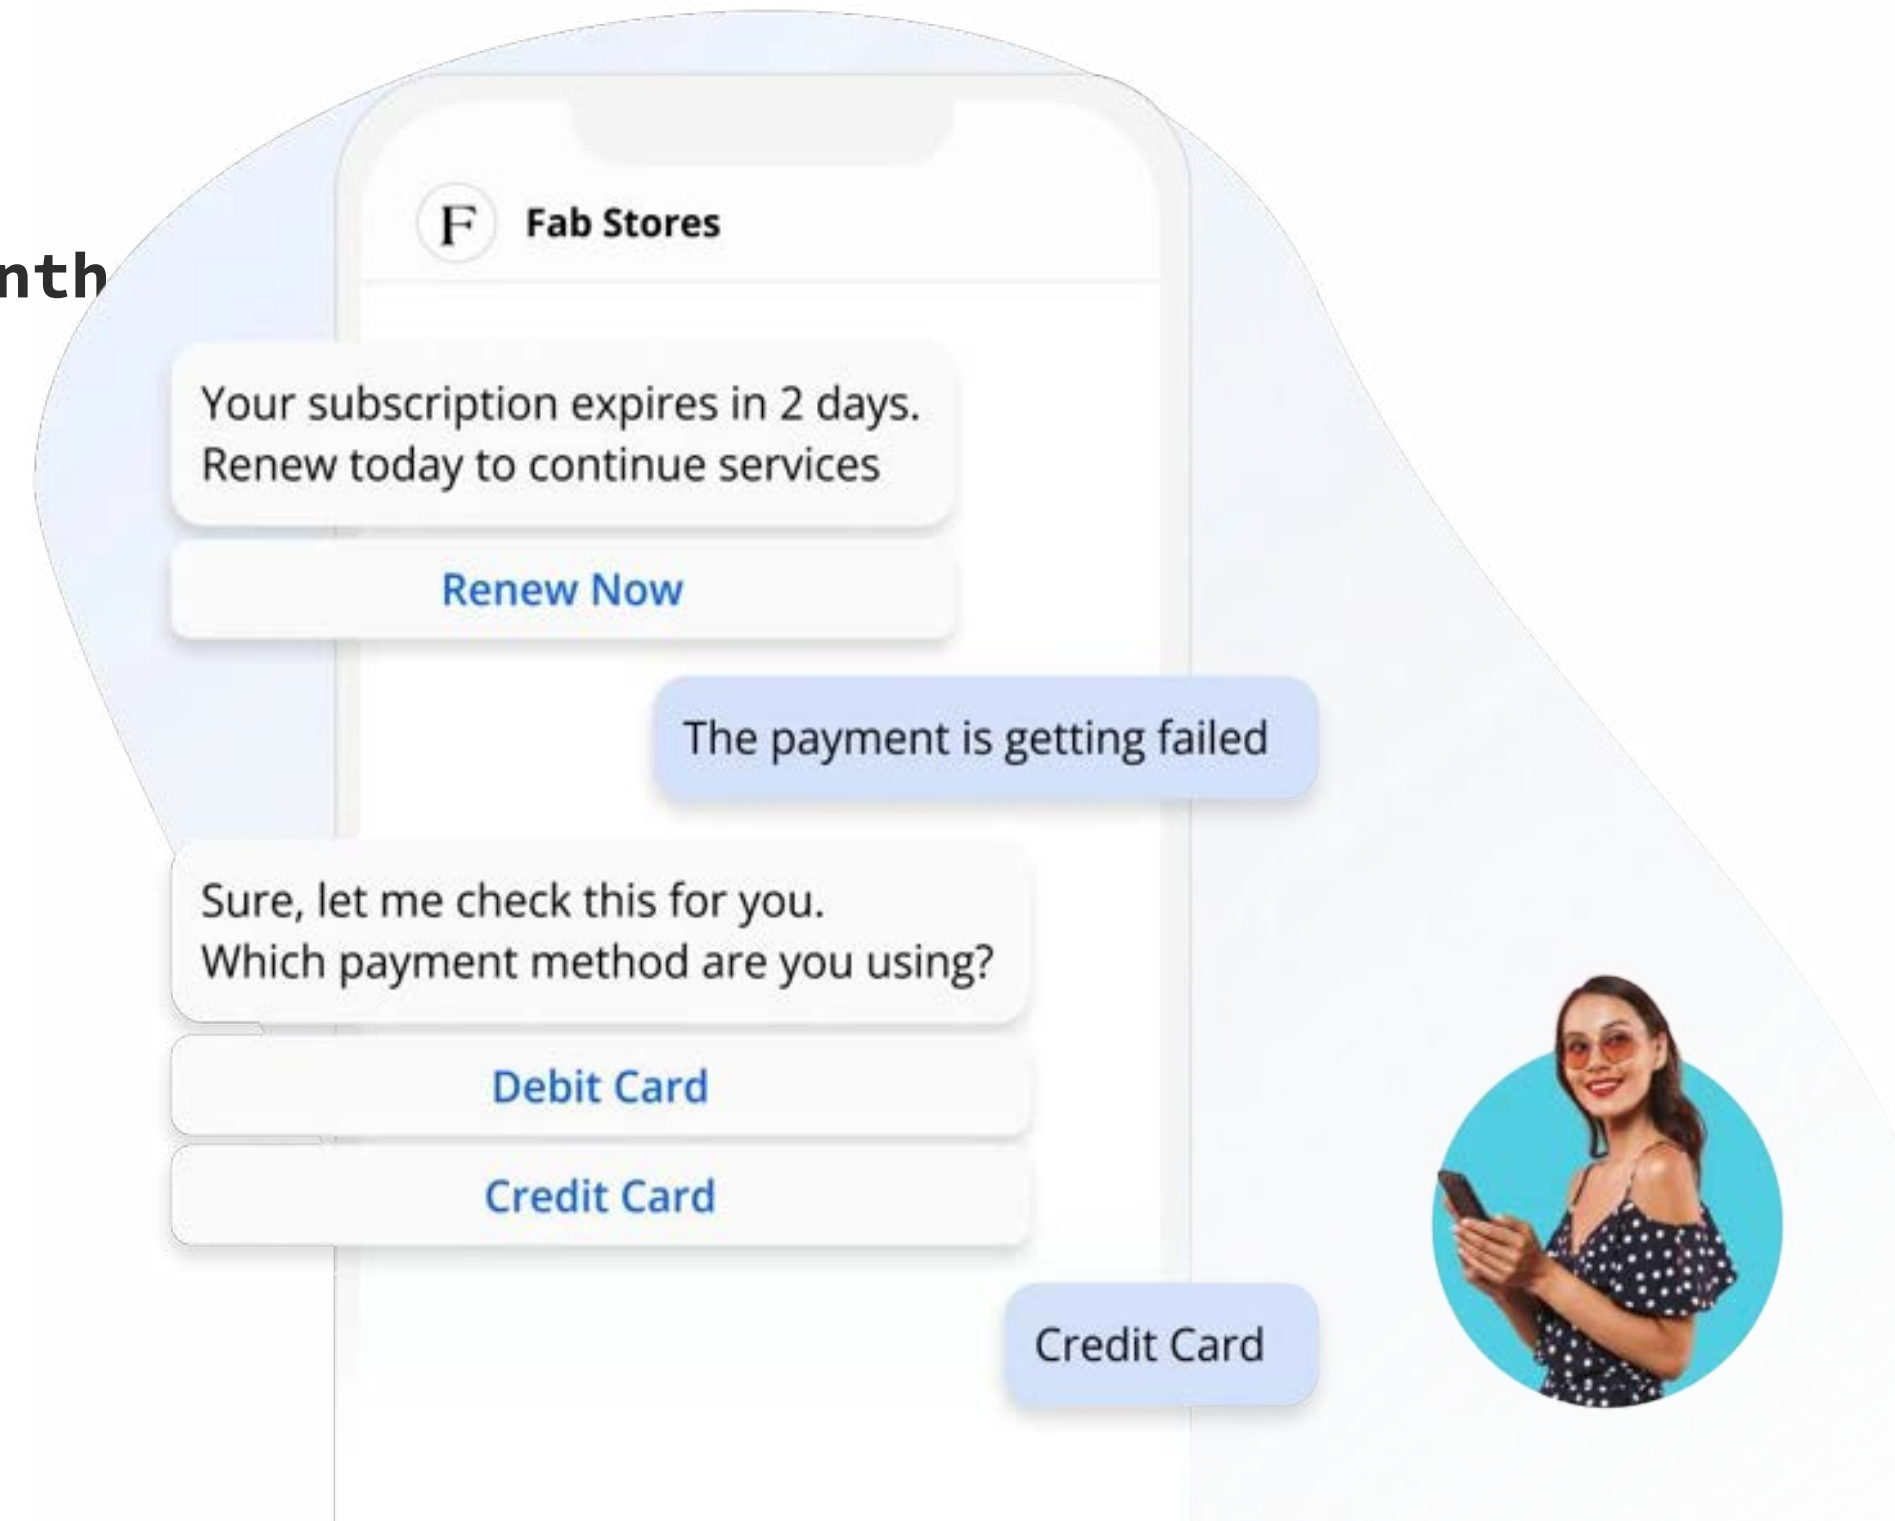 nth
F Fab Stores
Your subscription expires in 2 days.
Renew today to continue services
Renew Now
The payment is getting failed
Sure, let me check this for you.
Which payment method are you using?
Debit Card
Credit Card
Credit Card